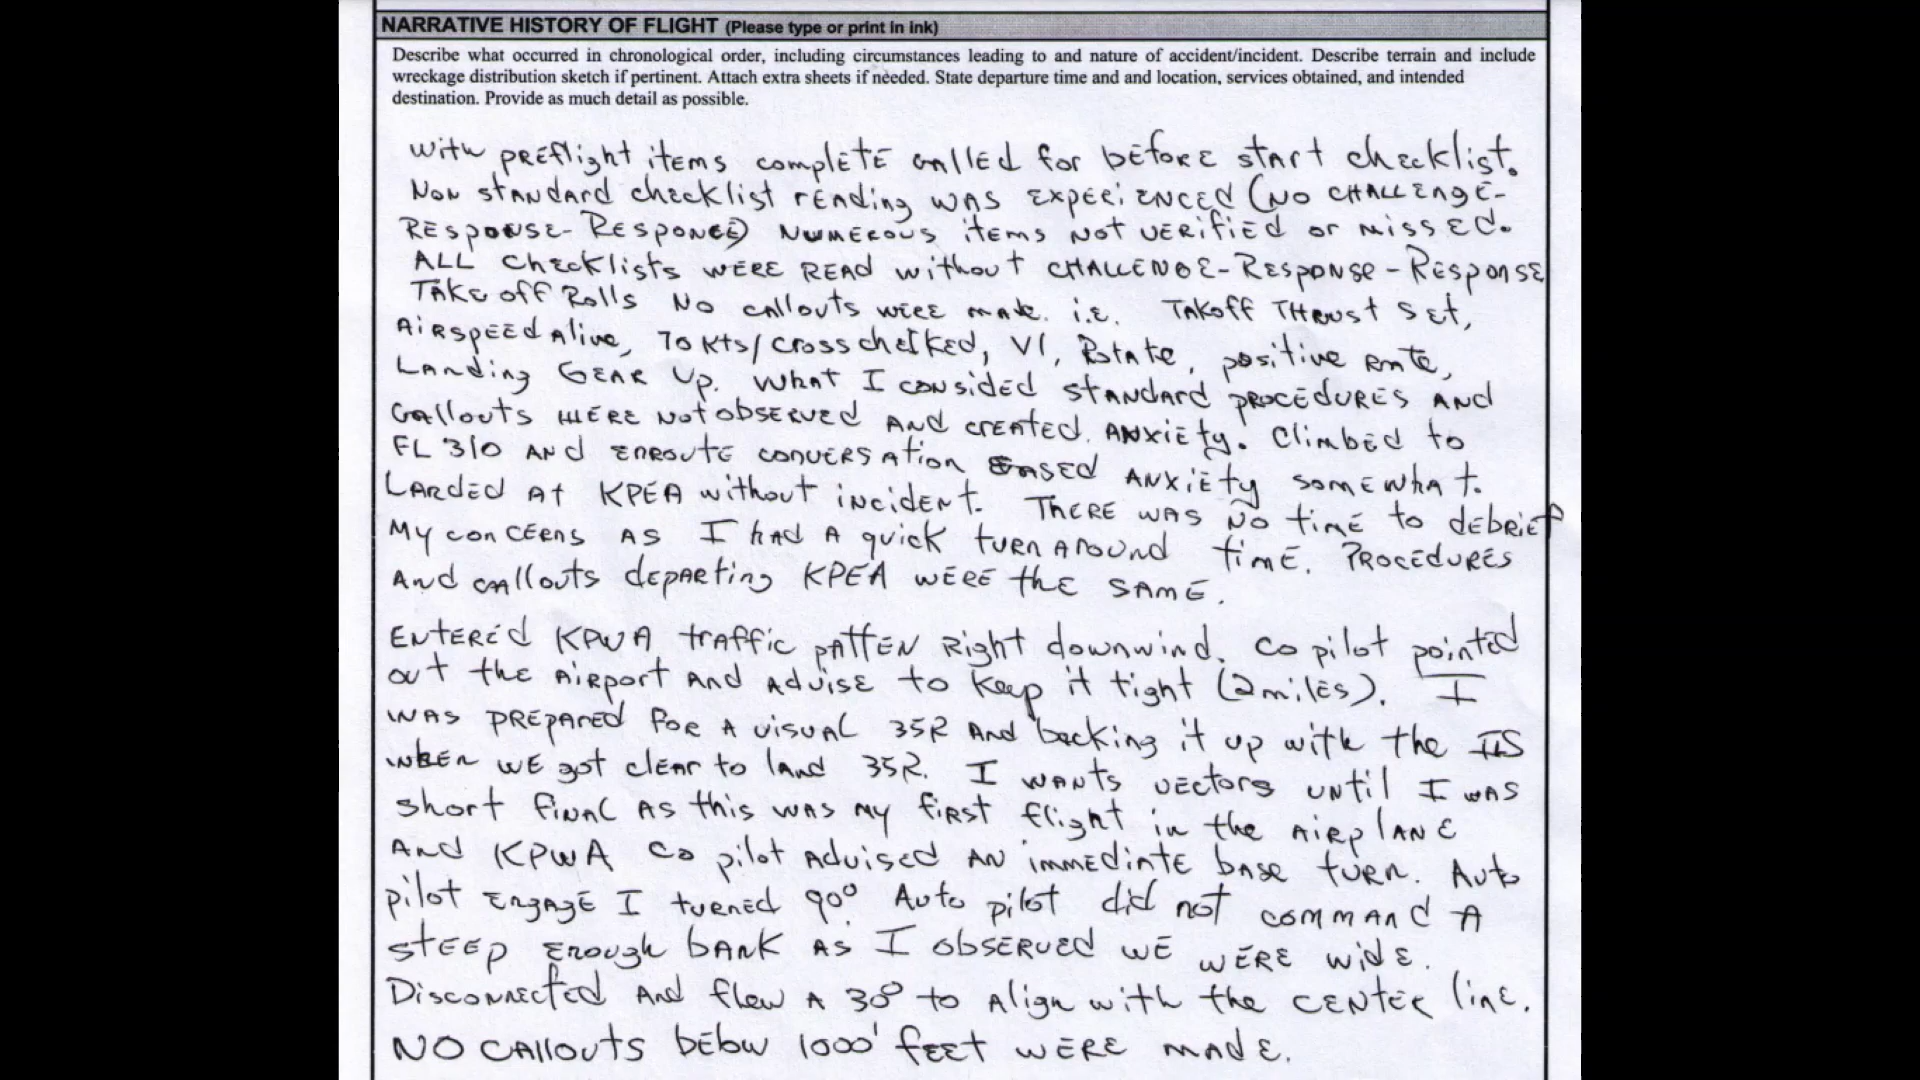 NARRATIVE HISTORY OF FLIGHT (Please type or print in ink)
Describe what occurred in chronological order, including circumstances leading to and nature of accident/incident. Describe terrain and include
wreckage distribution sketch if pertinent. Attach extra sheets if needed. State departure time and and location, services obtained, and intended
destination. Provide as much detail as possible.
With preflight items complete called for before start checklist.
Non standard checklist reading was experienced (No CHALLENGE-
Response-Responce) Numerous items not verified or missed.
ALL checklists were read without CHALLENGE-Response-Response
Take off Rolls No callouts were made. i.e. Takoff Thrust Set,
Airspeed Alive, 70 kts/crosschecked, V1, Rotate, positive rate,
Landing Gear Up. What I consided standard procedures and
callouts were not observed and created anxiety. Climbed to
FL 310 and enroute conversation eased anxiety somewhat.
Landed at KPEA without incident. There was no time to debrief
my concerns as I had a quick turn around time. Procedures
and callouts departing KPEA were the same.
Entered KPWA traffic patten right downwind. Co pilot pointed
out the airport and advise to keep it tight (2 miles). I
was prepared for a visual 35R and backing it up with the ILS
when we got clear to land 35R. I wants vectors until I was
short final as this was my first flight in the airplane
and KPWA Co pilot advised an immediate base turn. Auto
pilot engage I turned 90° Auto pilot did not command a
steep enough bank as I observed we were wide.
Disconnected and flew a 30° to align with the center line.
No callouts below 1000' feet were made.